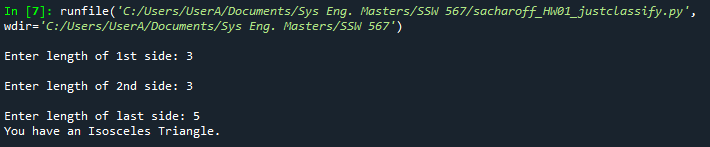 In [7]: runfile('C:/Users/UserA/Documents/Sys Eng. Masters/SSW 567/sacharoff_HW01_justclassify.py',
wdir='C:/Users/UserA/Documents/Sys Eng. Masters/SSW 567')
Enter length of 1st side: 3
Enter length of 2nd side: 3
Enter length of last side: 5
You have an Isosceles Triangle.